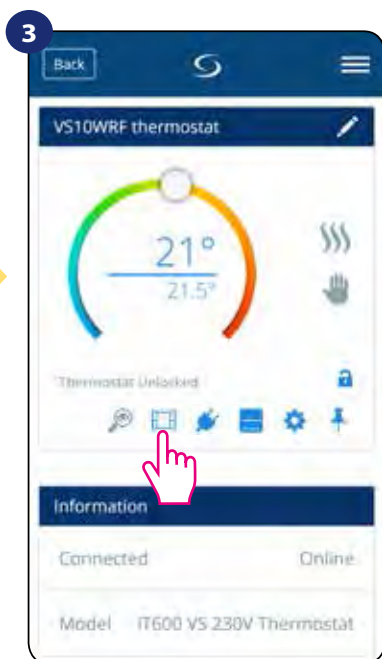 3
Back
VS10WRF thermostat
21°
21.5°
Thermostat Unlocked
Information
Connected Online
Model iT600 VS 230V Thermostat